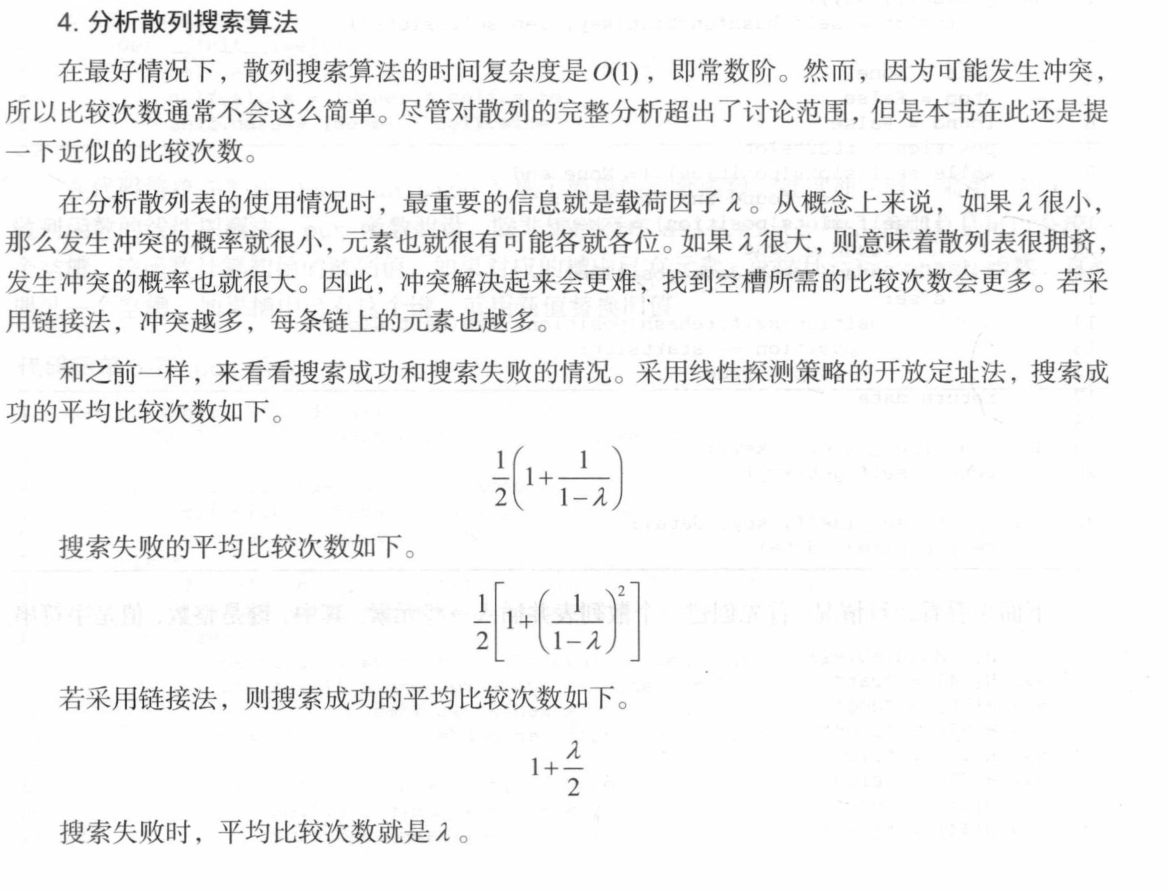 4. 分析散列搜索算法
在最好情况下，散列搜索算法的时间复杂度是O(1)，即常数阶。然而，因为可能发生冲突，
所以比较次数通常不会这么简单。尽管对散列的完整分析超出了讨论范围，但是本书在此还是提
一下近似的比较次数。
在分析散列表的使用情况时，最重要的信息就是载荷因子λ。从概念上来说，如果λ很小，
那么发生冲突的概率就很小，元素也就很有可能各就各位。如果λ很大，则意味着散列表很拥挤，
发生冲突的概率也就很大。因此，冲突解决起来会更难，找到空槽所需的比较次数会更多。若采
用链接法，冲突越多，每条链上的元素也越多。
和之前一样，来看看搜索成功和搜索失败的情况。采用线性探测策略的开放定址法，搜索成
功的平均比较次数如下。
$\frac{1}{2}\left(1+\frac{1}{1-\lambda}\right)$
搜索失败的平均比较次数如下。
$\frac{1}{2}\left[1+\left(\frac{1}{1-\lambda}\right)^2\right]$
若采用链接法，则搜索成功的平均比较次数如下。
$1+\frac{\lambda}{2}$
搜索失败时，平均比较次数就是λ。